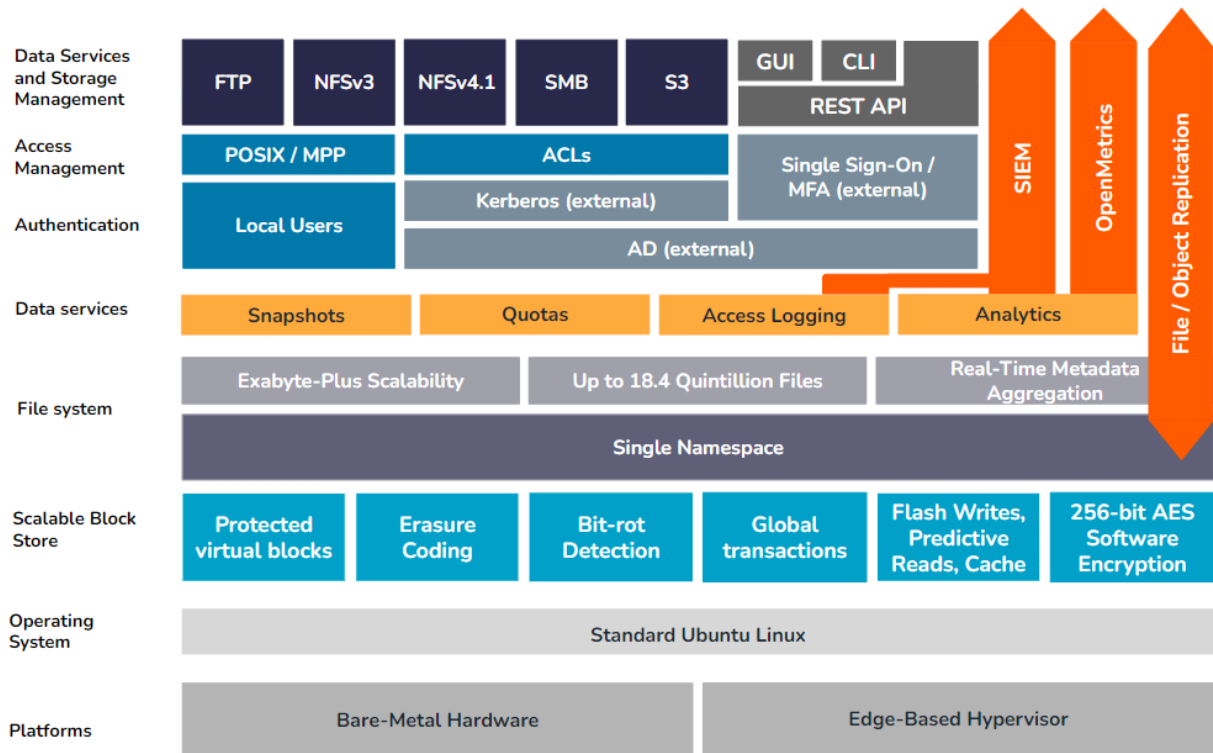 Data Services
and Storage
Management
FTP
NFSv3
NFSv4.1
SMB
S3
GUI
CLI
REST API
Access
Management
POSIX / MPP
ACLs
Single Sign-On /
MFA (external)
Authentication
Local Users
Kerberos (external)
AD (external)
SIEM
OpenMetrics
File / Object Replication
Data services
Snapshots
Quotas
Access Logging
Analytics
File system
Exabyte-Plus Scalability
Up to 18.4 Quintillion Files
Real-Time Metadata
Aggregation
Single Namespace
Scalable Block
Store
Protected
virtual blocks
Erasure
Coding
Bit-rot
Detection
Global
transactions
Flash Writes,
Predictive
Reads, Cache
256-bit AES
Software
Encryption
Operating
System
Standard Ubuntu Linux
Platforms
Bare-Metal Hardware
Edge-Based Hypervisor